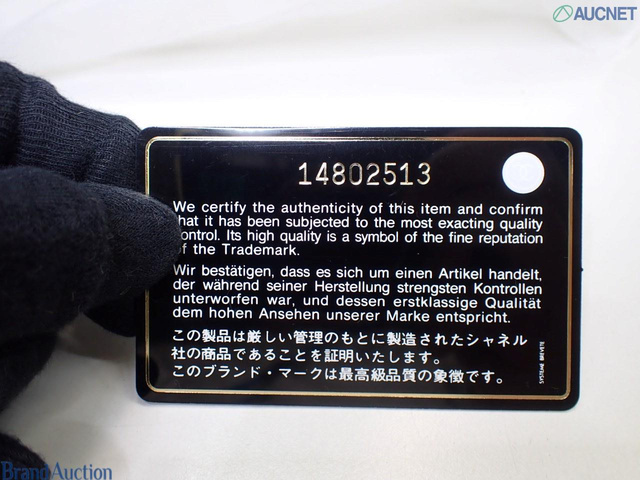 AUCNET
14802513
We certify the authenticity of this item and confirm
that it has been subjected to the most exacting quality
control. Its high quality is a symbol of the fine reputation
of the Trademark.
Wir bestätigen, dass es sich um einen Artikel handelt,
der während seiner Herstellung strengsten Kontrollen
unterworfen war, und dessen erstklassige Qualität
dem hohen Ansehen unserer Marke entspricht.
この製品は厳しい管理のもとに製造されたシャネル
社の商品であることを証明いたします。
このブランド・マークは最高級品質の象徴です。
BrandAuction